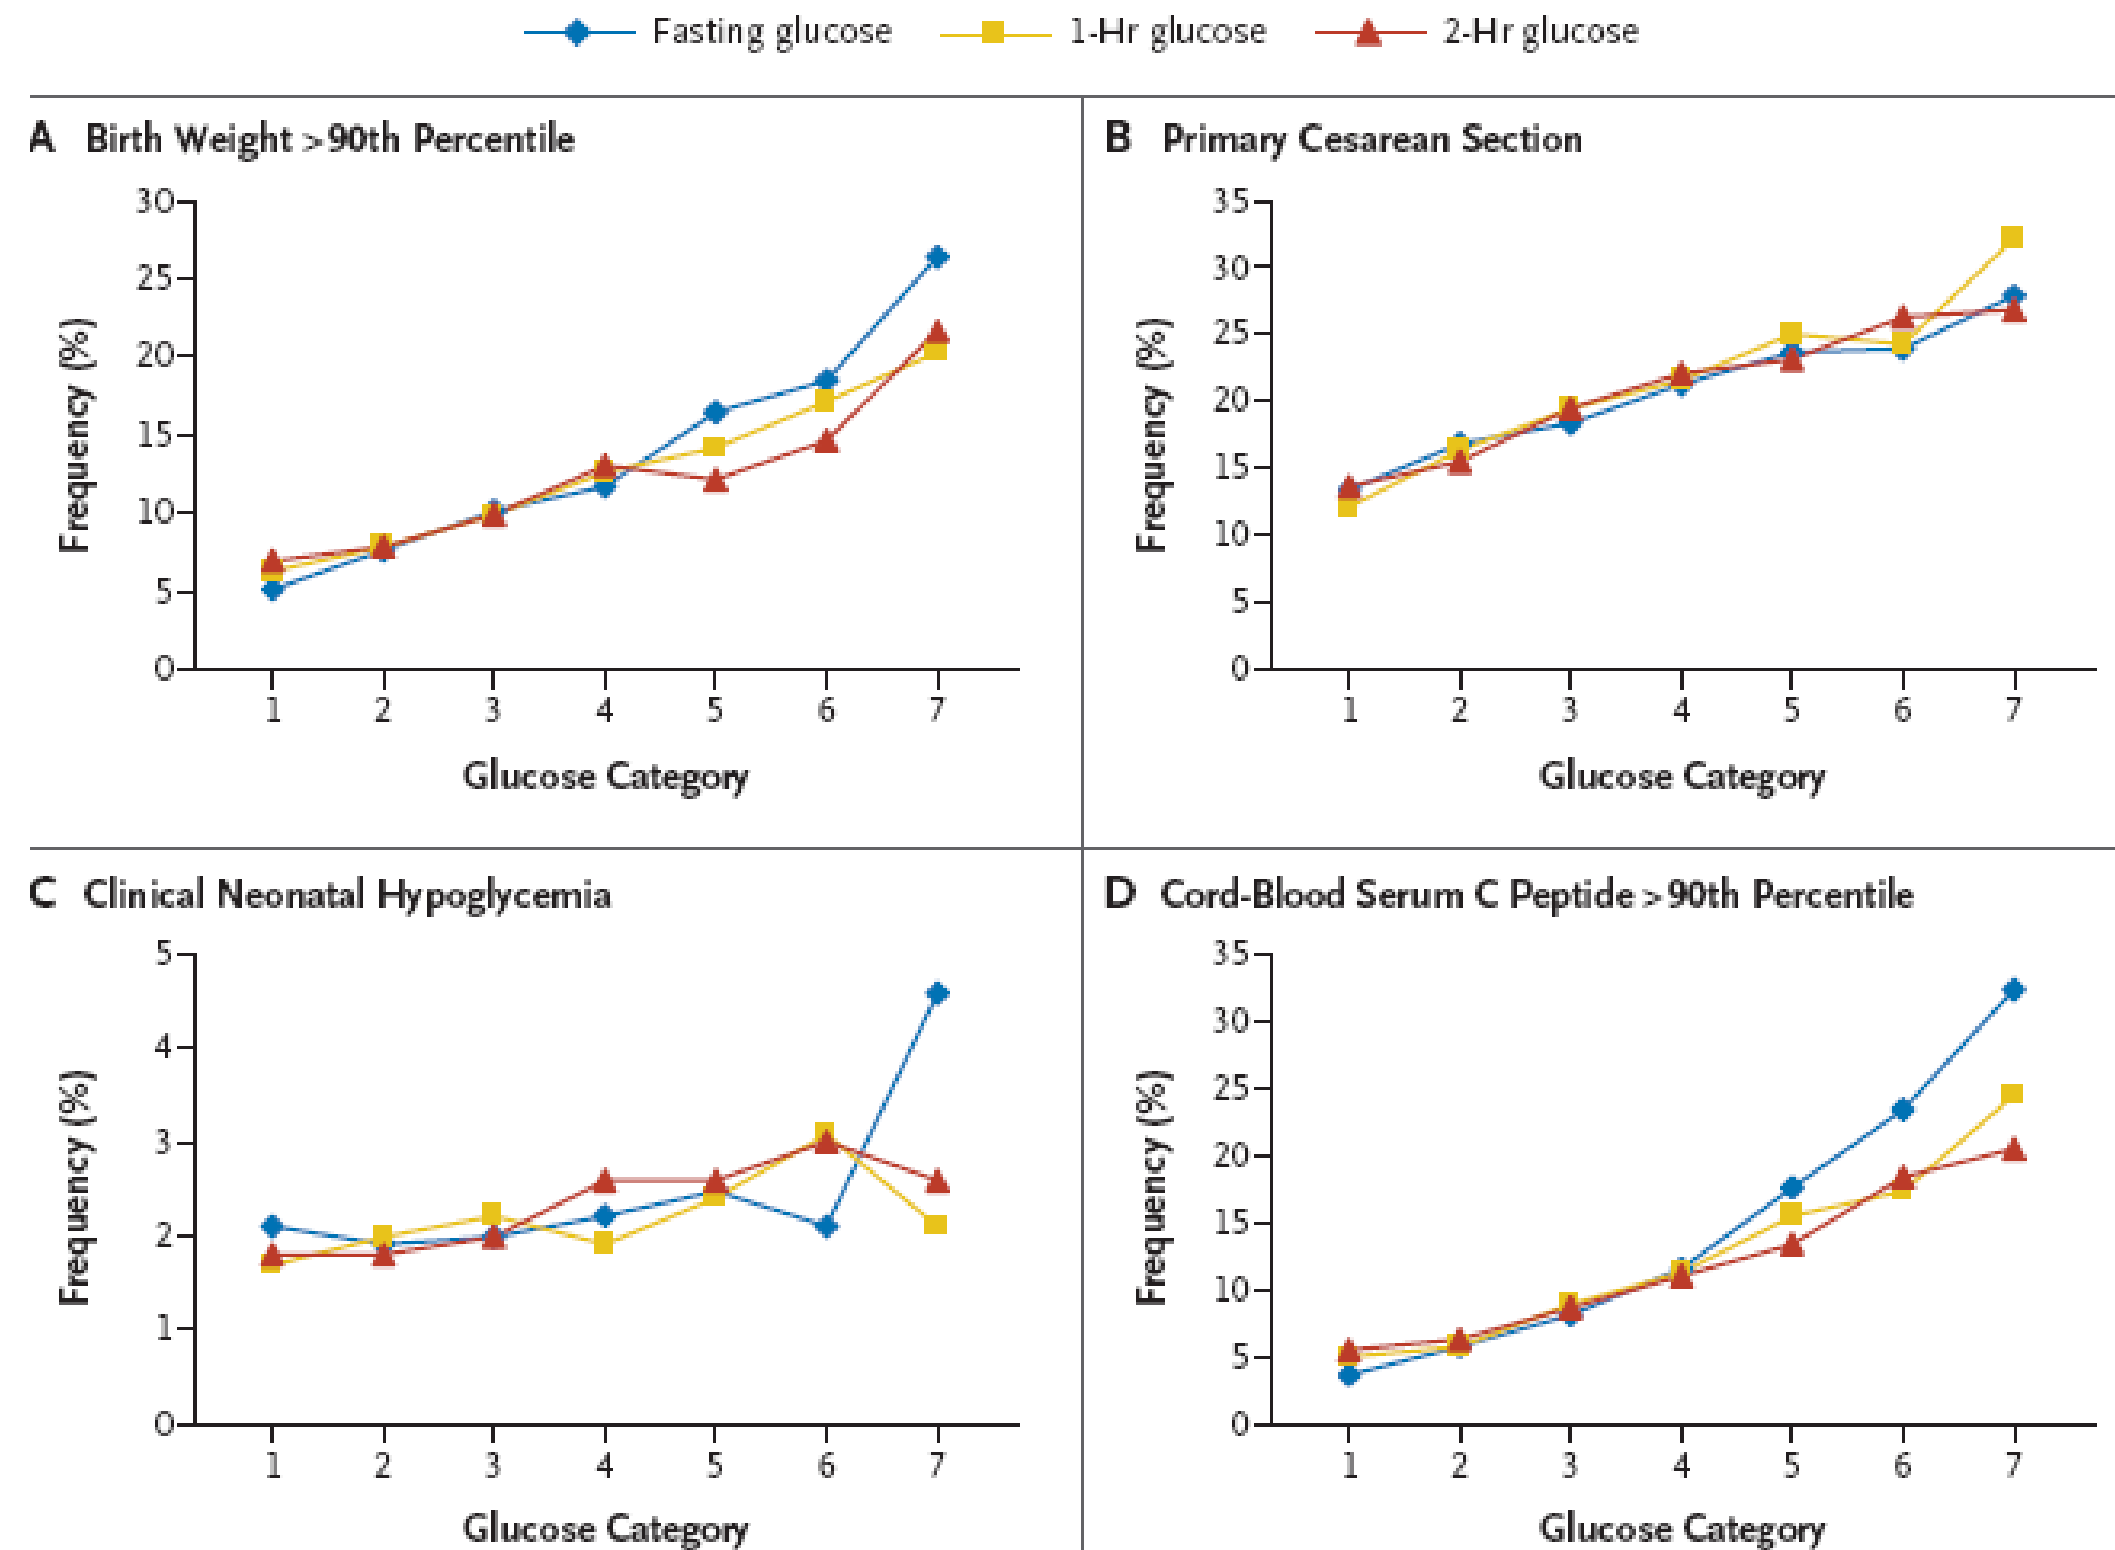 Fasting glucose 1-Hr glucose 2-Hr glucose
A Birth Weight >90th Percentile
Frequency (%)
30
25
20
15
10
5
0
1 2 3 4 5 6 7
Glucose Category
B Primary Cesarean Section
Frequency (%)
35
30
25
20
15
10
5
0
1 2 3 4 5 6 7
Glucose Category
C Clinical Neonatal Hypoglycemia
Frequency (%)
5
4
3
2
1
0
1 2 3 4 5 6 7
Glucose Category
D Cord-Blood Serum C Peptide >90th Percentile
Frequency (%)
35
30
25
20
15
10
5
0
1 2 3 4 5 6 7
Glucose Category